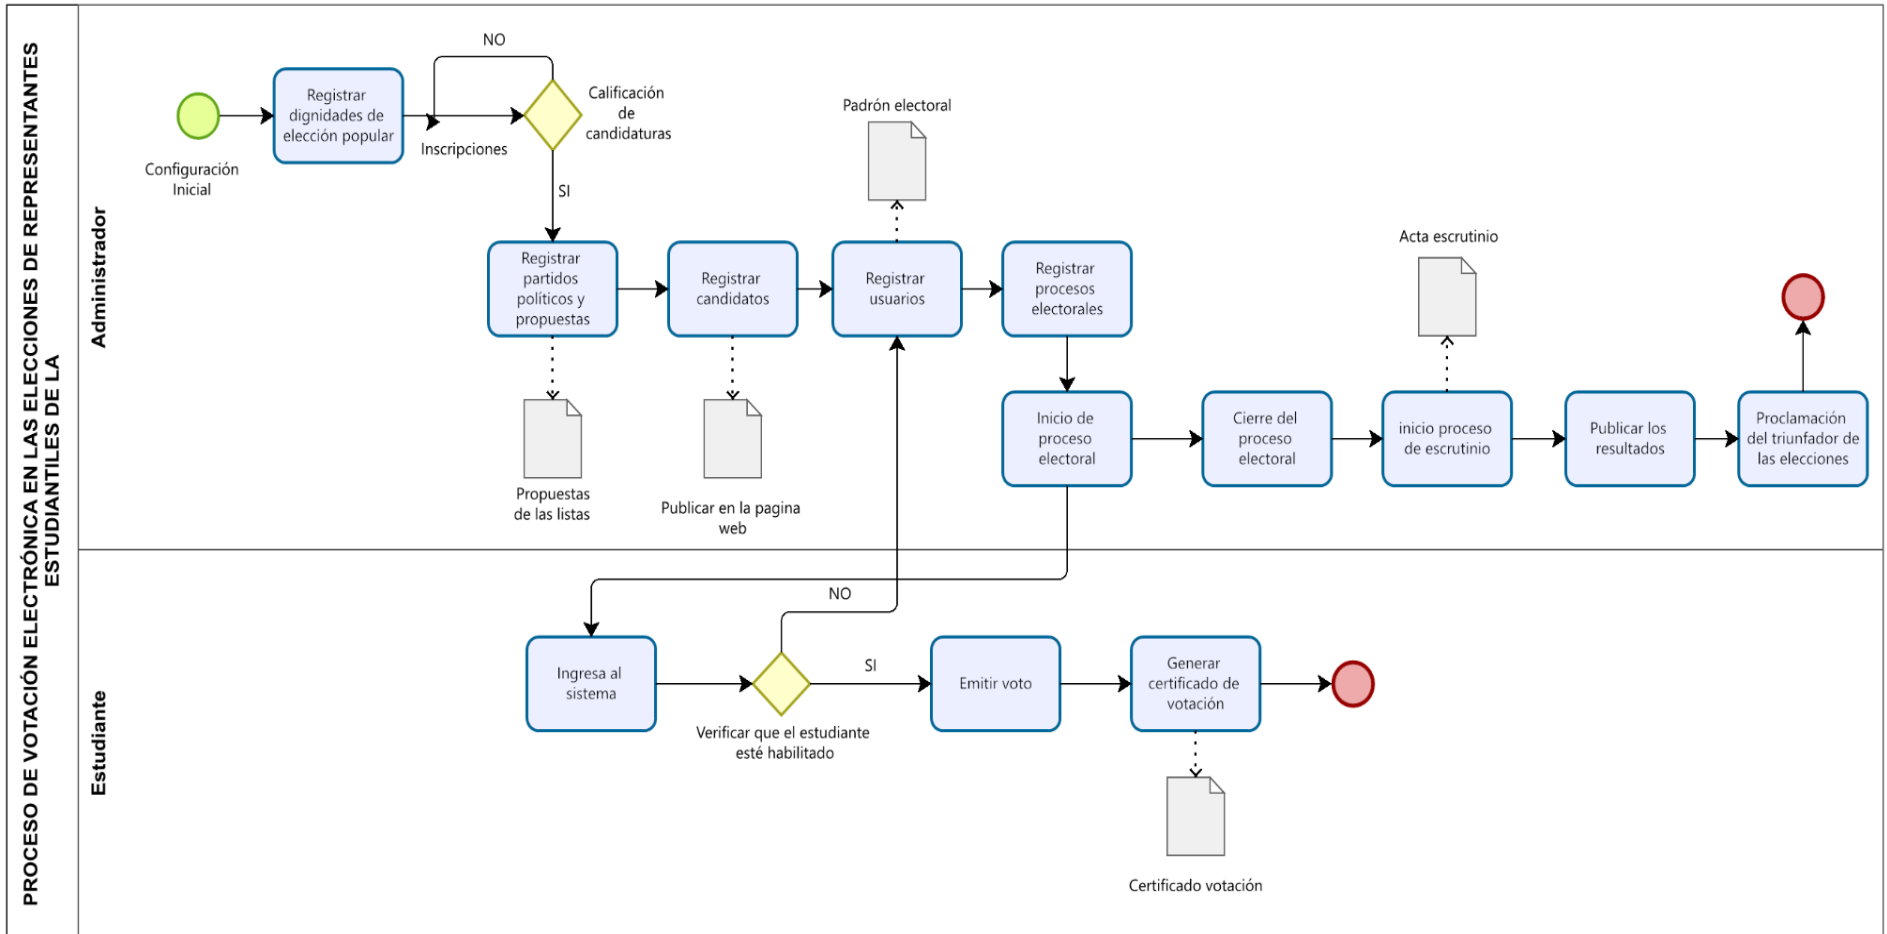 PROCESO DE VOTACIÓN ELECTRÓNICA EN LAS ELECCIONES DE REPRESENTANTES
ESTUDIANTILES DE LA
Administrador
Configuración
Inicial
Registrar
dignidades de
elección popular
NO
Inscripciones
Calificación
de
candidaturas
SI
Registrar
partidos
políticos y
propuestas
Propuestas
de las listas
Registrar
candidatos
Publicar en la pagina
web
Padrón electoral
Registrar
usuarios
Registrar
procesos
electorales
Inicio de
proceso
electoral
Cierre del
proceso
electoral
Acta escrutinio
inicio proceso
de escrutinio
Publicar los
resultados
Proclamación
del triunfador de
las elecciones
Estudiante
Ingresa al
sistema
NO
Verificar que el estudiante
esté habilitado
SI
Emitir voto
Generar
certificado de
votación
Certificado votación